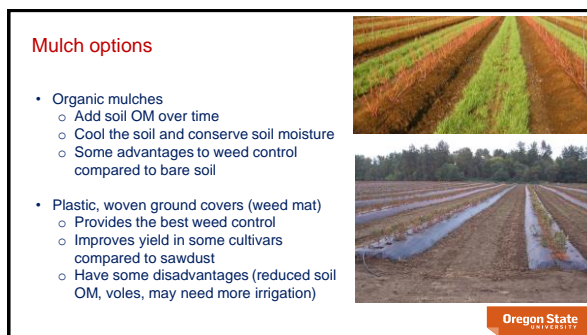 Mulch options
• Organic mulches
o Add soil OM over time
o Cool the soil and conserve soil moisture
o Some advantages to weed control
compared to bare soil
• Plastic, woven ground covers (weed mat)
o Provides the best weed control
o Improves yield in some cultivars
compared to sawdust
o Have some disadvantages (reduced soil
OM, voles, may need more irrigation)
Oregon State
UNIVERSITY